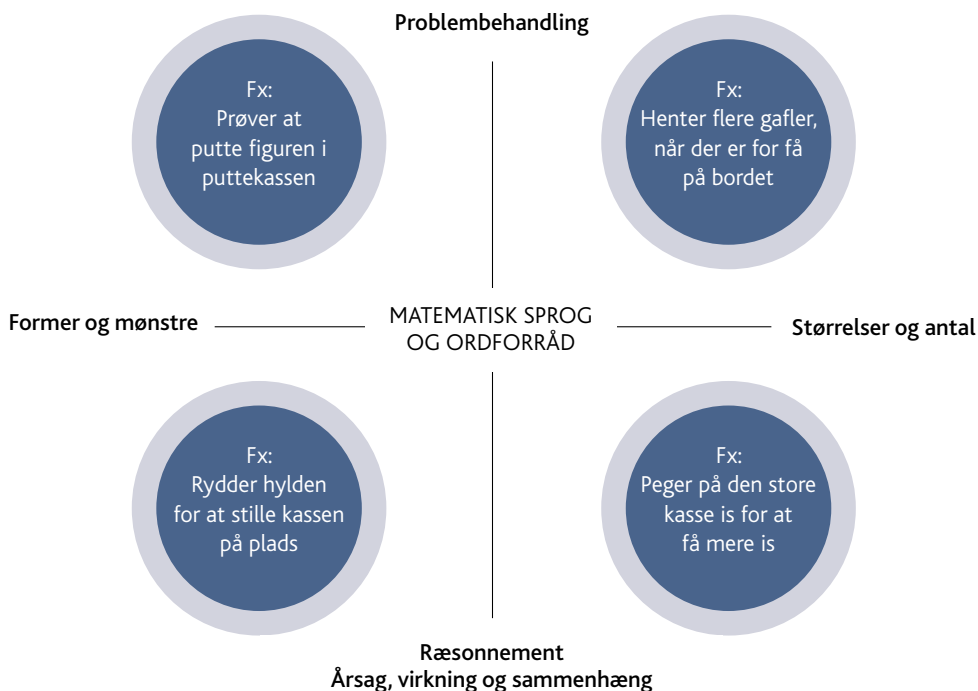 Problembehandling
Fx:
Prøver at
putte figuren i
puttekassen
Fx:
Henter flere gafler,
når der er for få
på bordet
Former og mønstre
MATEMATISK SPROG
OG ORDFORRÅD
Størrelser og antal
Fx:
Rydder hylden
for at stille kassen
på plads
Fx:
Peger på den store
kasse is for at
få mere is
Ræsonnement
Årsag, virkning og sammenhæng